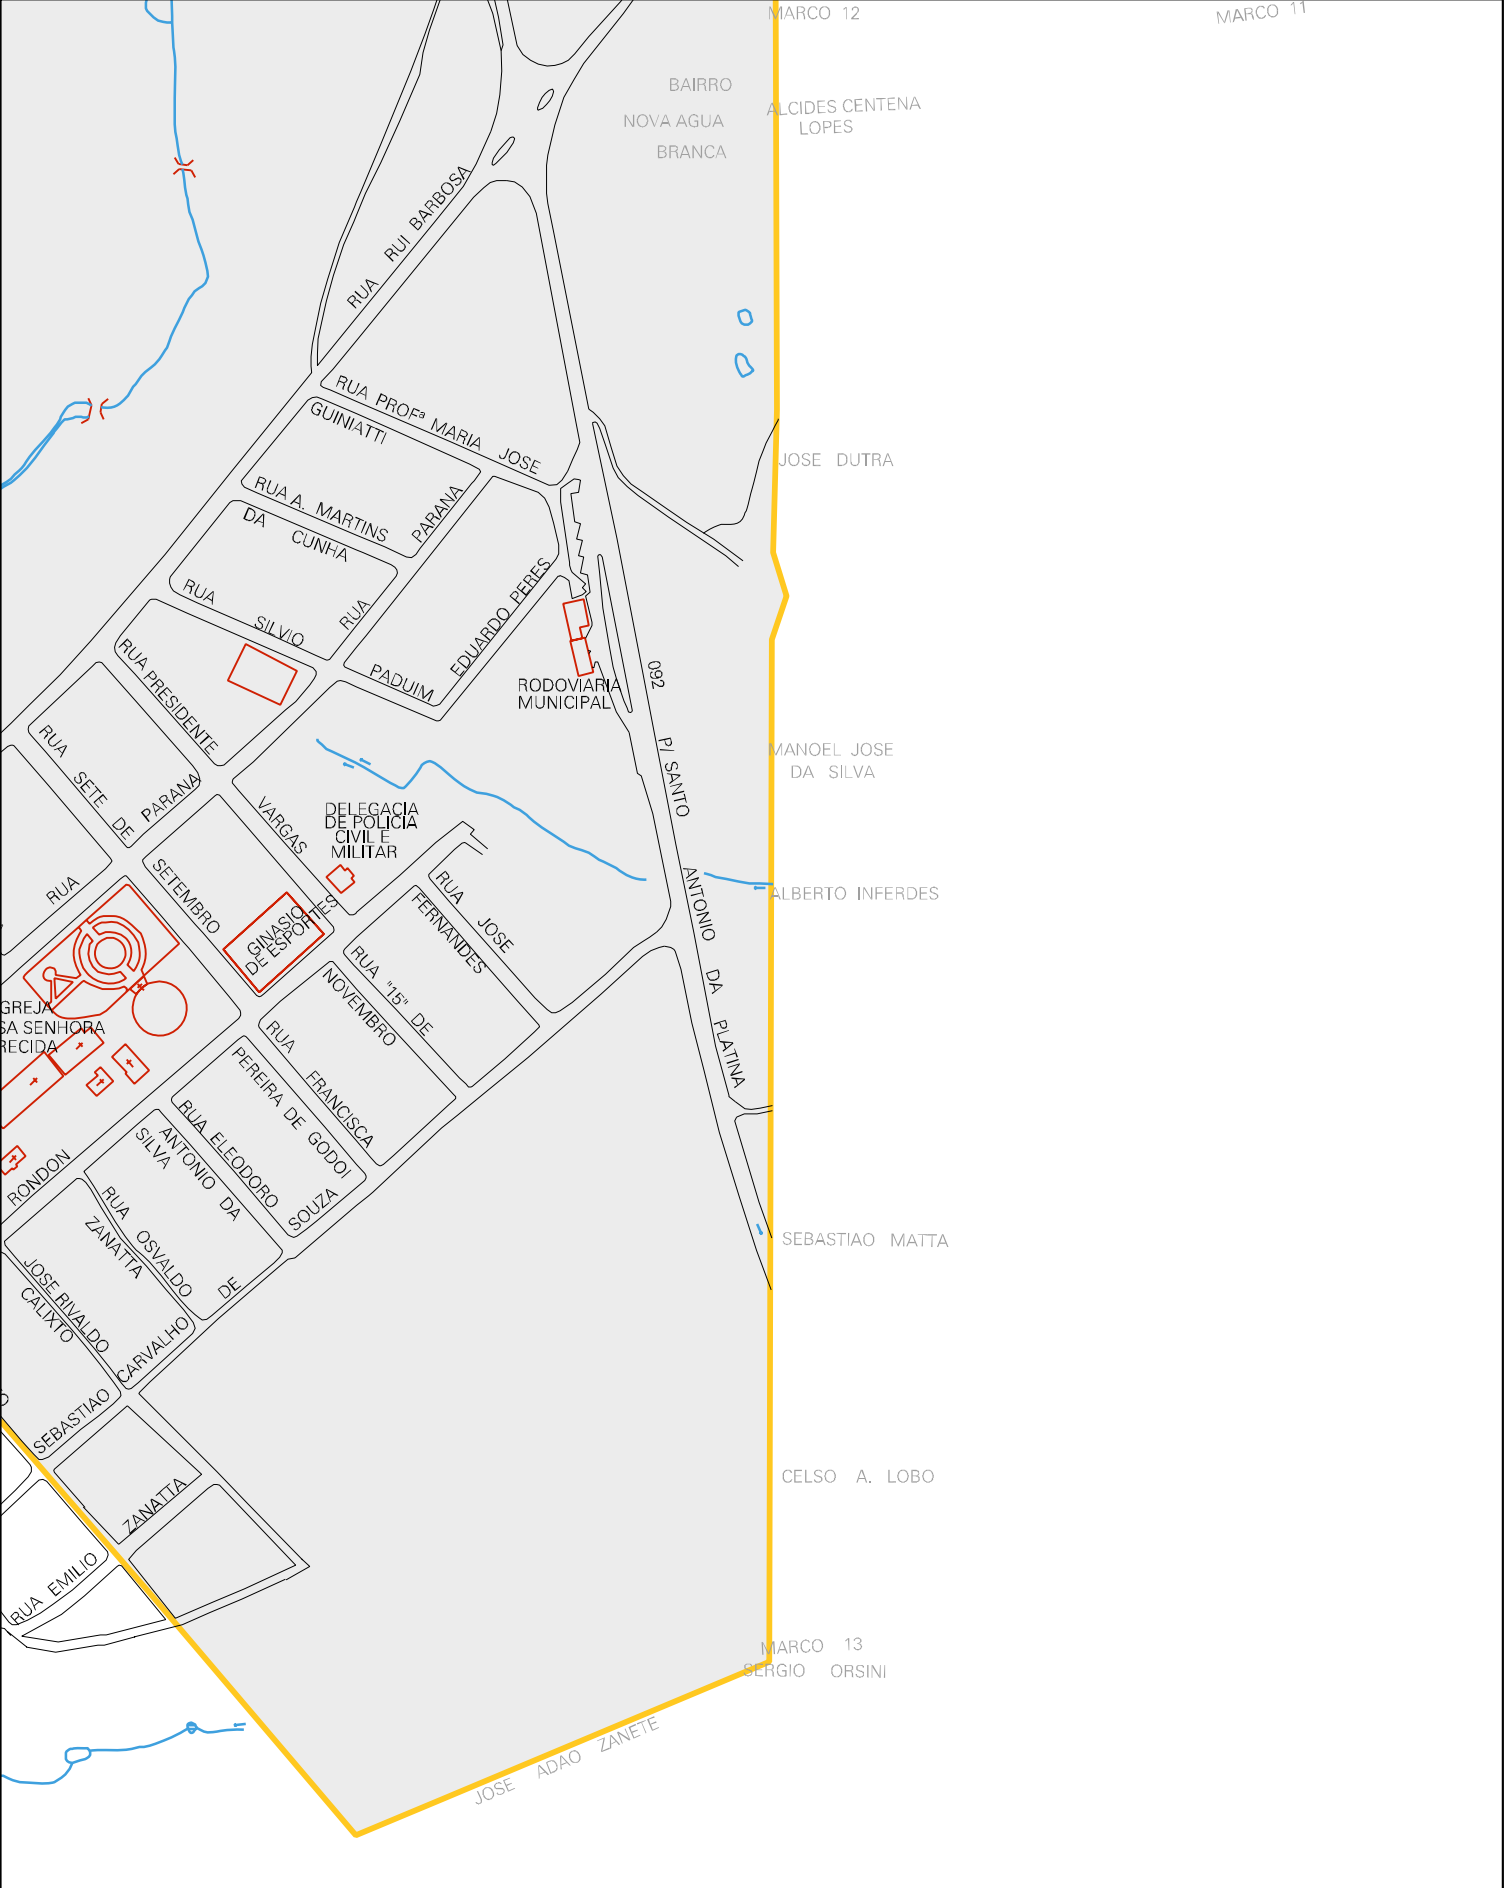 MARCO 12
MARCO 11
BAIRRO
NOVA AGUA
BRANCA
ALCIDES CENTENA
LOPES
RUA RUI BARBOSA
RUA PROFª MARIA JOSE
GUINIATTI
RUA A. MARTINS
DA CUNHA
RUA PARANA
JOSE DUTRA
RUA SILVIO
PADUIM
EDUARDO PERES
RUA PRESIDENTE
VARGAS
RODOVIARIA
MUNICIPAL
092 P/ SANTO ANTONIO DA PLATINA
MANOEL JOSE
DA SILVA
RUA SETE DE
SETEMBRO
PARANA
RUA
DELEGACIA
DE POLICIA
CIVIL E
MILITAR
GINASIO
DE ESPORTES
ALBERTO INFERDES
RUA JOSE
FERNANDES
RUA "15" DE
NOVEMBRO
GREJA
SA SENHORA
RECIDA
RUA FRANCISCA
PEREIRA DE GODOI
RUA ELEODORO
ANTONIO DA
SILVA
RONDON
RUA OSVALDO
ZANATTA
JOSE RIVALDO
CALIXTO
SEBASTIAO CARVALHO DE SOUZA
SEBASTIAO MATTA
CELSO A. LOBO
ZANATTA
RUA EMILIO
MARCO 13
SERGIO ORSINI
JOSE ADAO ZANETE